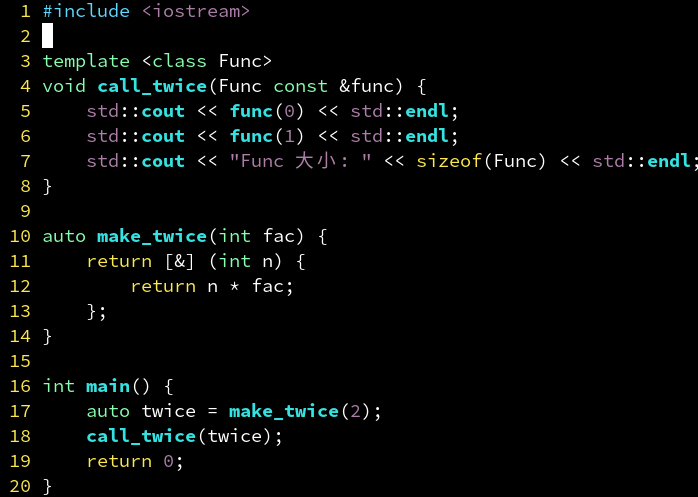 1 #include <iostream>
2
3 template <class Func>
4 void call_twice(Func const &func) {
5     std::cout << func(0) << std::endl;
6     std::cout << func(1) << std::endl;
7     std::cout << "Func 大小: " << sizeof(Func) << std::endl;
8 }
9
10 auto make_twice(int fac) {
11     return [&] (int n) {
12         return n * fac;
13     };
14 }
15
16 int main() {
17     auto twice = make_twice(2);
18     call_twice(twice);
19     return 0;
20 }